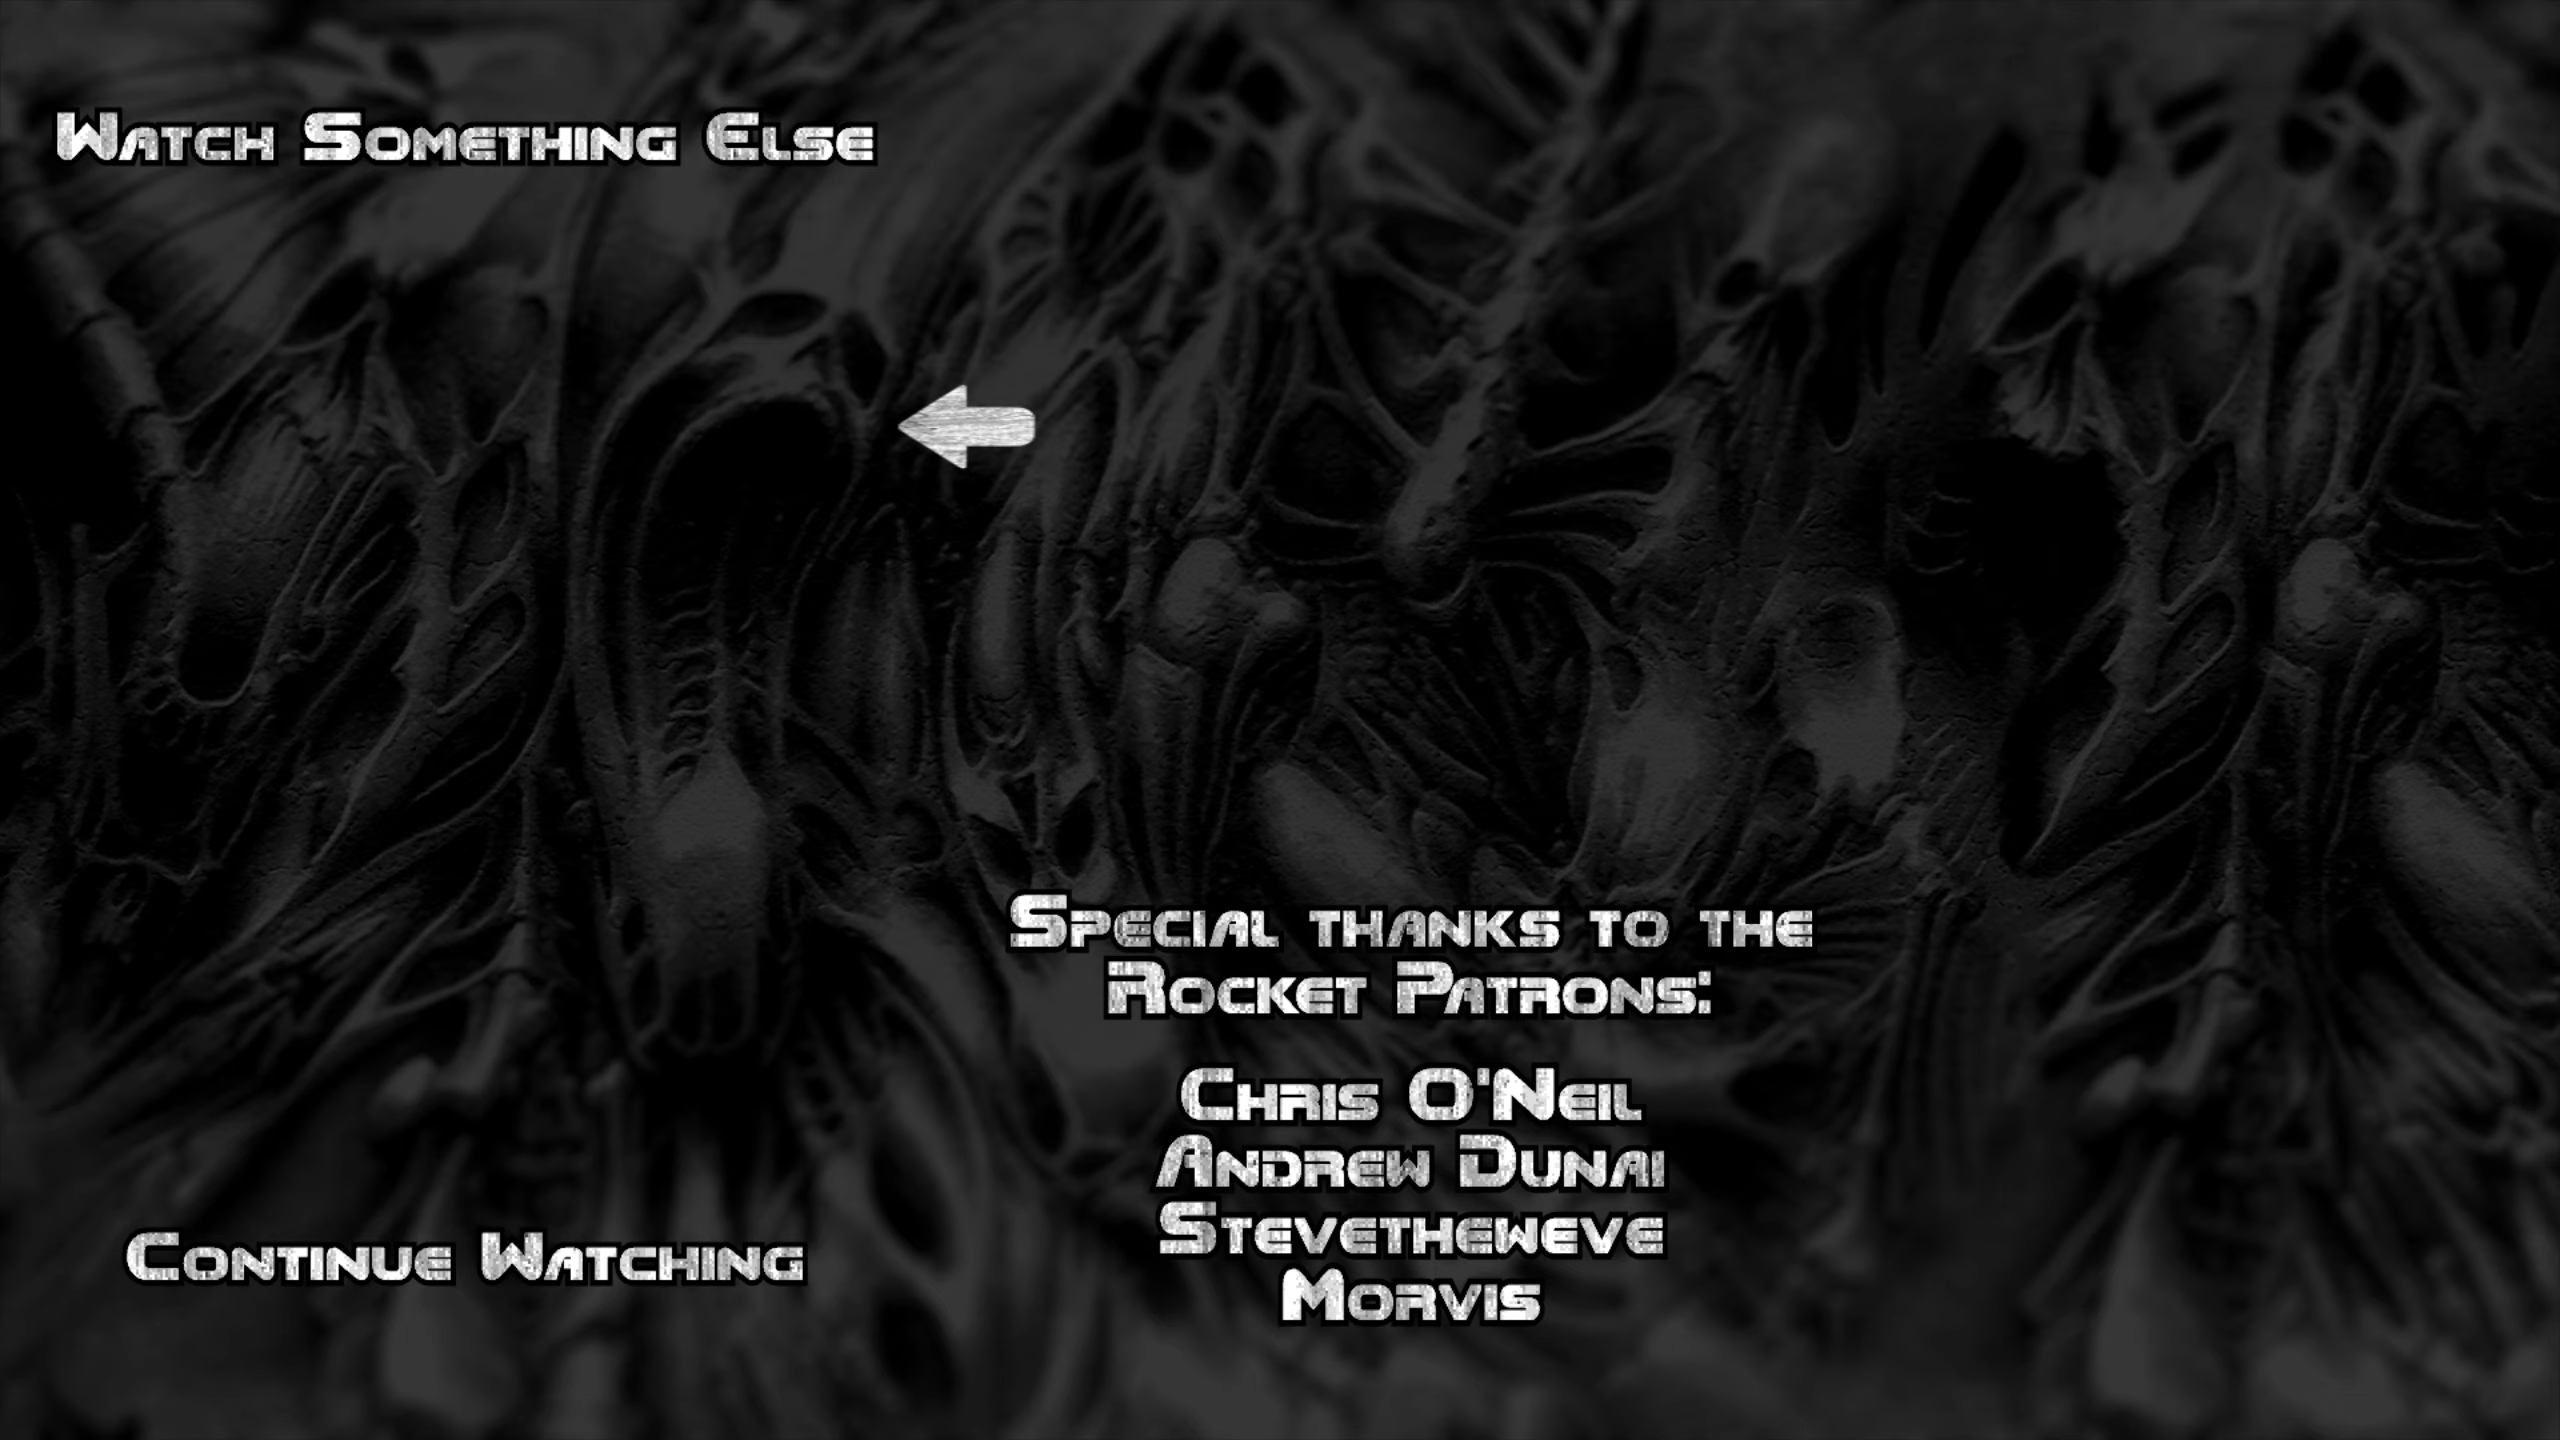 Watch Something Else
Special thanks to the
Rocket Patrons:
Chris O'Neil
Andrew Dunai
Stevetheweve
Morvis
Continue Watching